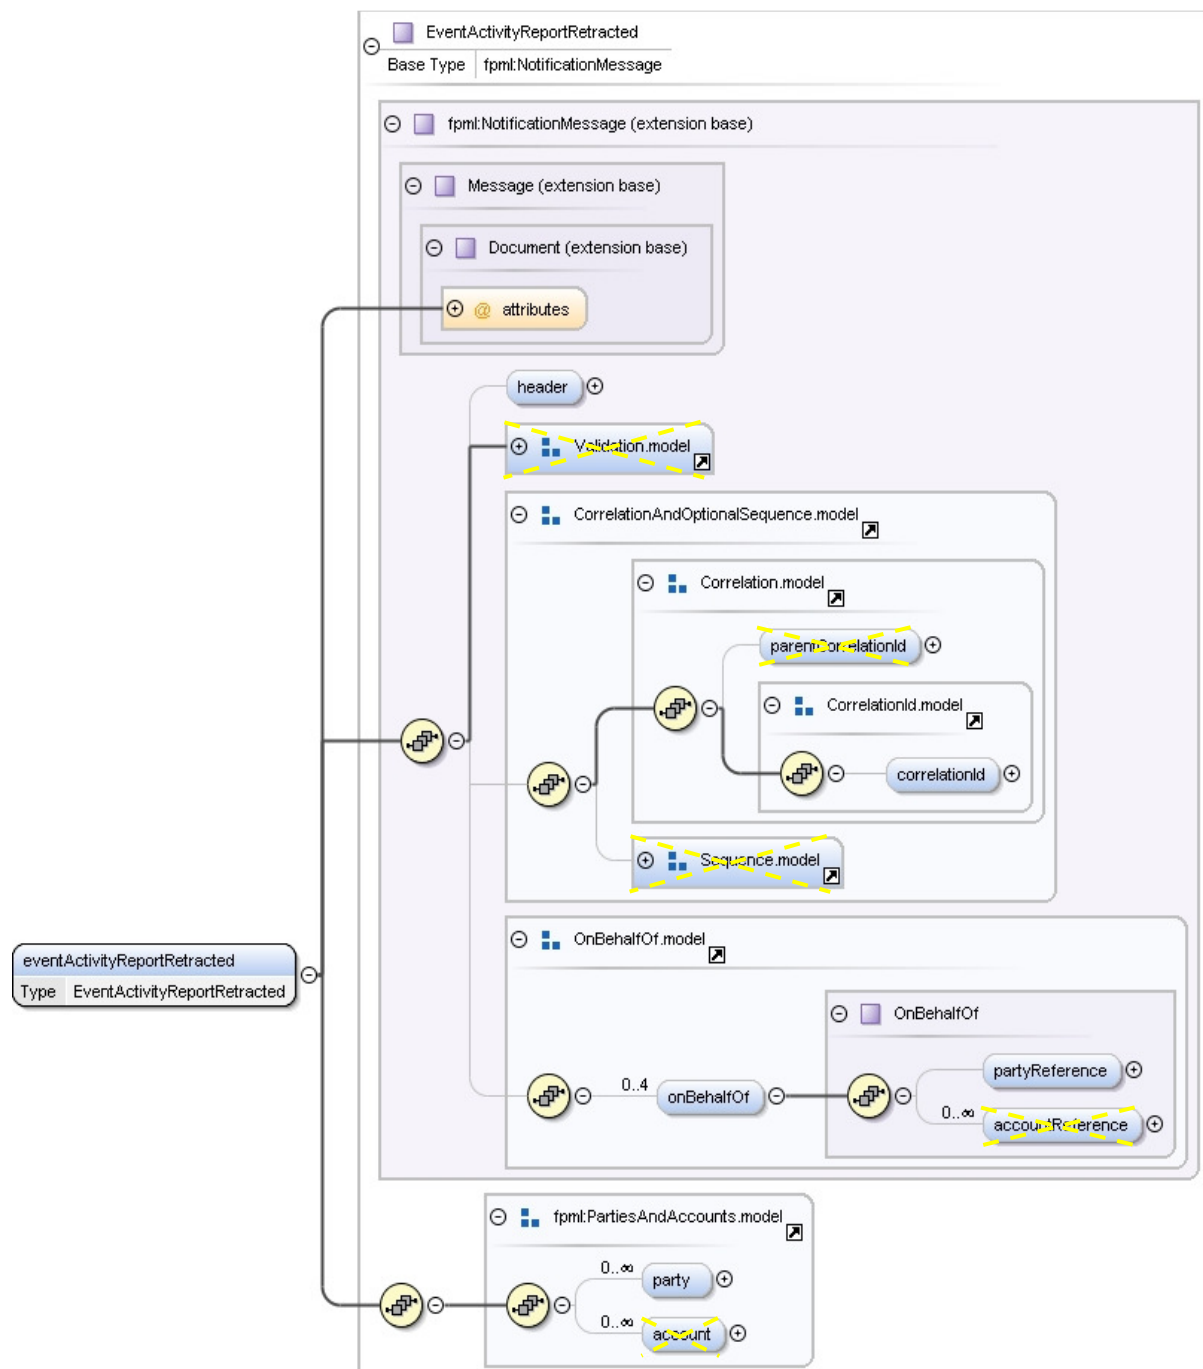 EventActivityReportRetracted
Base Type fpml:NotificationMessage
fpml:NotificationMessage (extension base)
Message (extension base)
Document (extension base)
@ attributes
header
Validation.model
CorrelationAndOptionalSequence.model
Correlation.model
parentCorrelationId
CorrelationId.model
correlationId
Sequence.model
OnBehalfOf.model
eventActivityReportRetracted
Type EventActivityReportRetracted
OnBehalfOf
partyReference
0..4 onBehalfOf
0..∞
accountReference
fpml:PartiesAndAccounts.model
0..∞
party
0..∞
account